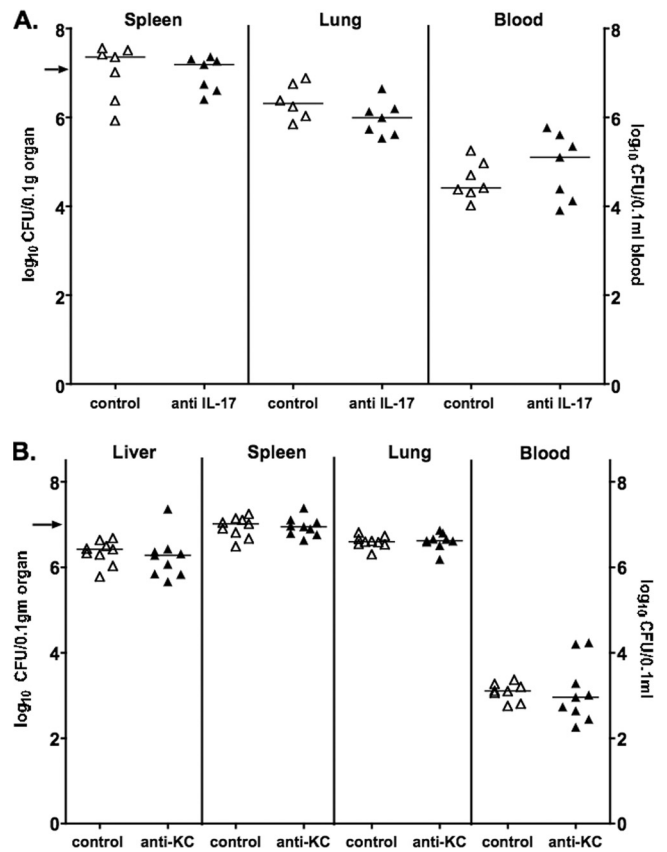 A.
Spleen Lung Blood
8 8
6 6
4 4
2 2
0 0
log10 CFU/0.1g organ
log10 CFU/0.1ml blood
control anti IL-17 control anti IL-17 control anti IL-17
B.
Liver Spleen Lung Blood
8 8
6 6
4 4
2 2
0 0
log10 CFU/0.1gm organ
log10 CFU/0.1ml
control anti-KC control anti-KC control anti-KC control anti-KC